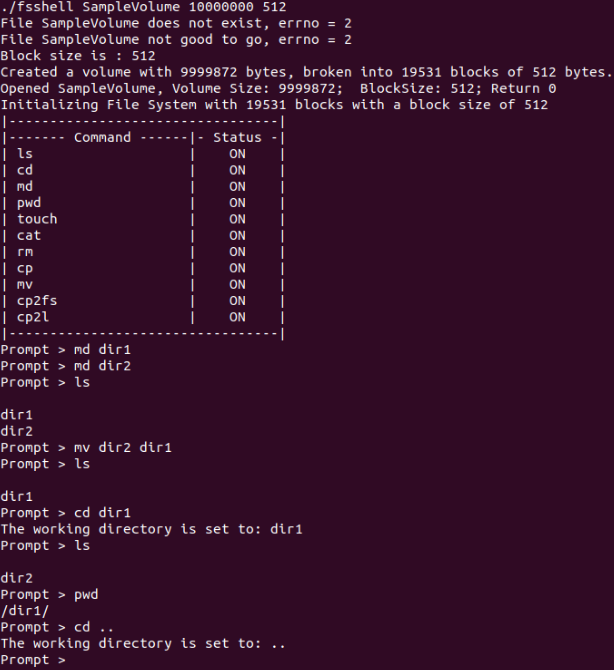 ./fsshell SampleVolume 10000000 512
File SampleVolume does not exist, errno = 2
File SampleVolume not good to go, errno = 2
Block size is : 512
Created a volume with 9999872 bytes, broken into 19531 blocks of 512 bytes.
Opened SampleVolume, Volume Size: 9999872;  BlockSize: 512; Return 0
Initializing File System with 19531 blocks with a block size of 512
|---------------------------------|
|------- Command ------|- Status -|
| ls                   |    ON    |
| cd                   |    ON    |
| md                   |    ON    |
| pwd                  |    ON    |
| touch                |    ON    |
| cat                  |    ON    |
| rm                   |    ON    |
| cp                   |    ON    |
| mv                   |    ON    |
| cp2fs                |    ON    |
| cp2l                 |    ON    |
|---------------------------------|
Prompt > md dir1
Prompt > md dir2
Prompt > ls

dir1
dir2
Prompt > mv dir2 dir1
Prompt > ls

dir1
Prompt > cd dir1
The working directory is set to: dir1
Prompt > ls

dir2
Prompt > pwd
/dir1/
Prompt > cd ..
The working directory is set to: ..
Prompt >